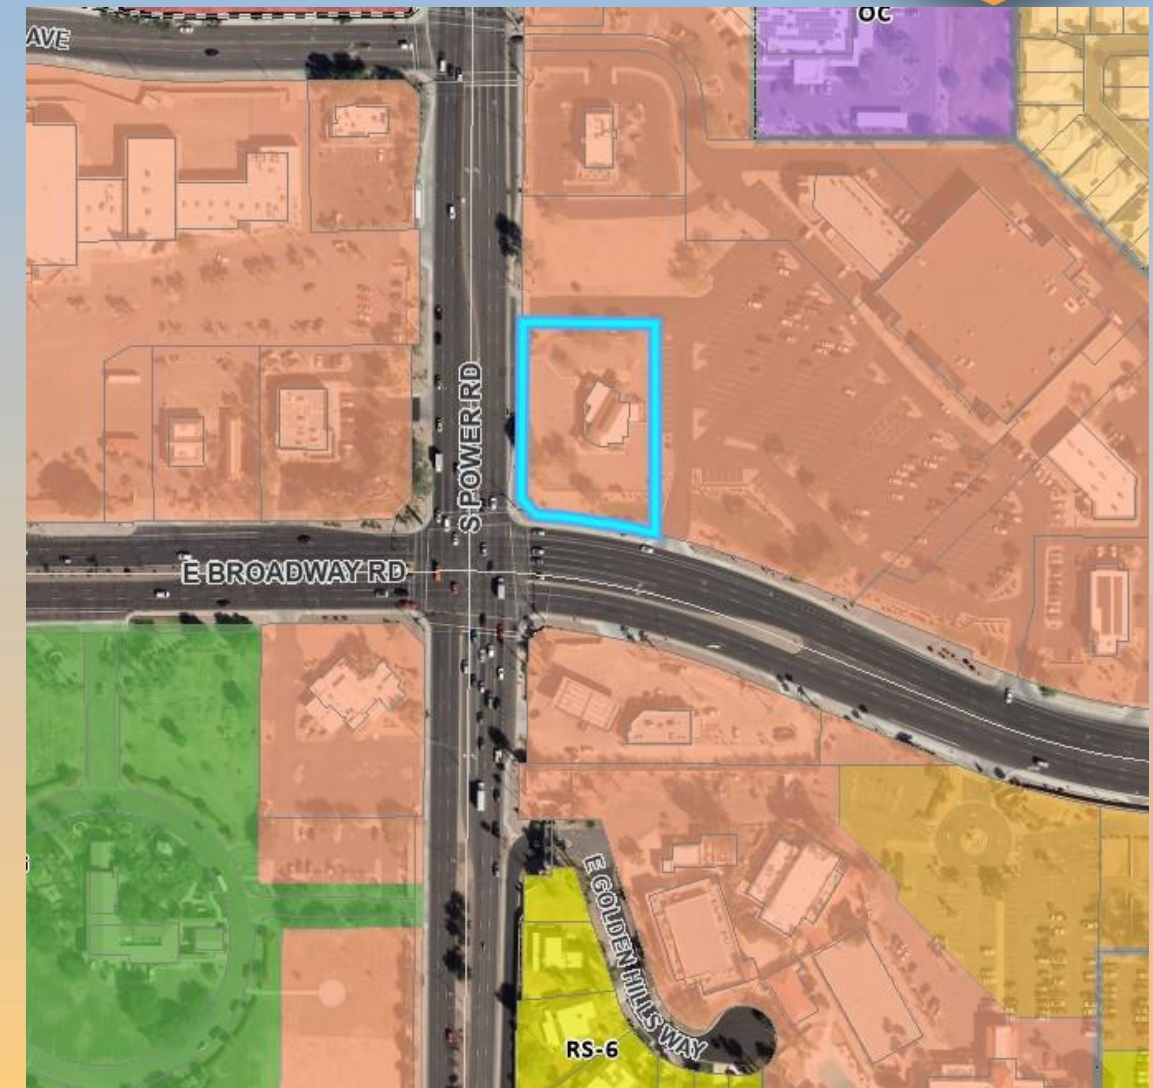 OC
AVE
S POWER RD
E BROADWAY RD
E GOLDEN HILLS WAY
RS-6